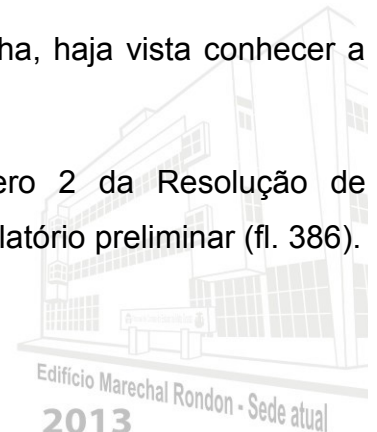 ha, haja vista conhecer a
ero 2 da Resolução de
latório preliminar (fl. 386).
Edifício Marechal Rondon - Sede atual
2013